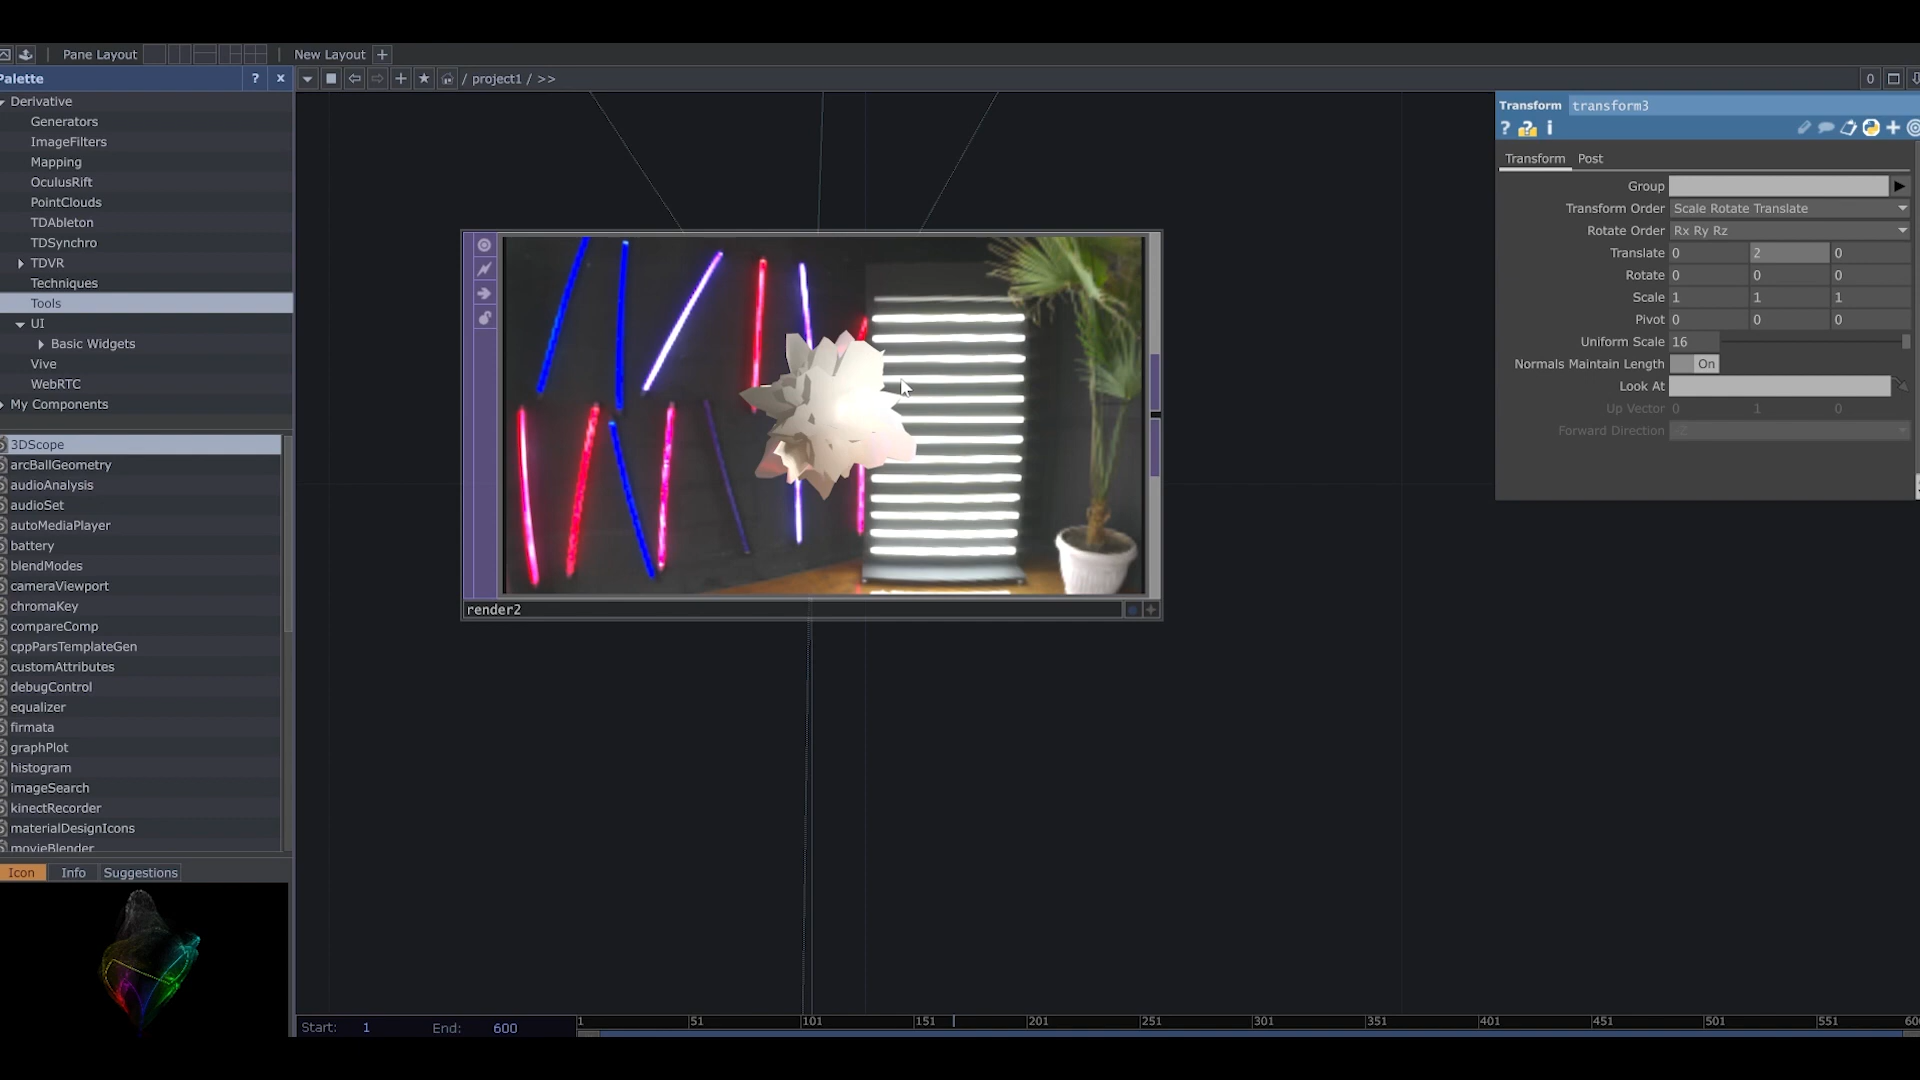 Pane Layout New Layout +
Palette ? x / project1 / >> 0
Derivative
Generators
ImageFilters
Mapping
OculusRift
PointClouds
TDAbleton
TDSynchro
TDVR
Techniques
Tools
UI
Basic Widgets
Vive
WebRTC
My Components
3DScope
arcBallGeometry
audioAnalysis
audioSet
autoMediaPlayer
battery
blendModes
cameraViewport
chromaKey
compareComp
cppParsTemplateGen
customAttributes
debugControl
equalizer
firmata
graphPlot
histogram
imageSearch
kinectRecorder
materialDesignIcons
movieBlender
Icon Info Suggestions
render2
Transform transform3
? i
Transform Post
Group
Transform Order Scale Rotate Translate
Rotate Order Rx Ry Rz
Translate 0 2 0
Rotate 0 0 0
Scale 1 1 1
Pivot 0 0 0
Uniform Scale 16
Normals Maintain Length On
Look At
Up Vector 0 1 0
Forward Direction -Z
Start: 1 End: 600
1 51 101 151 201 251 301 351 401 451 501 551